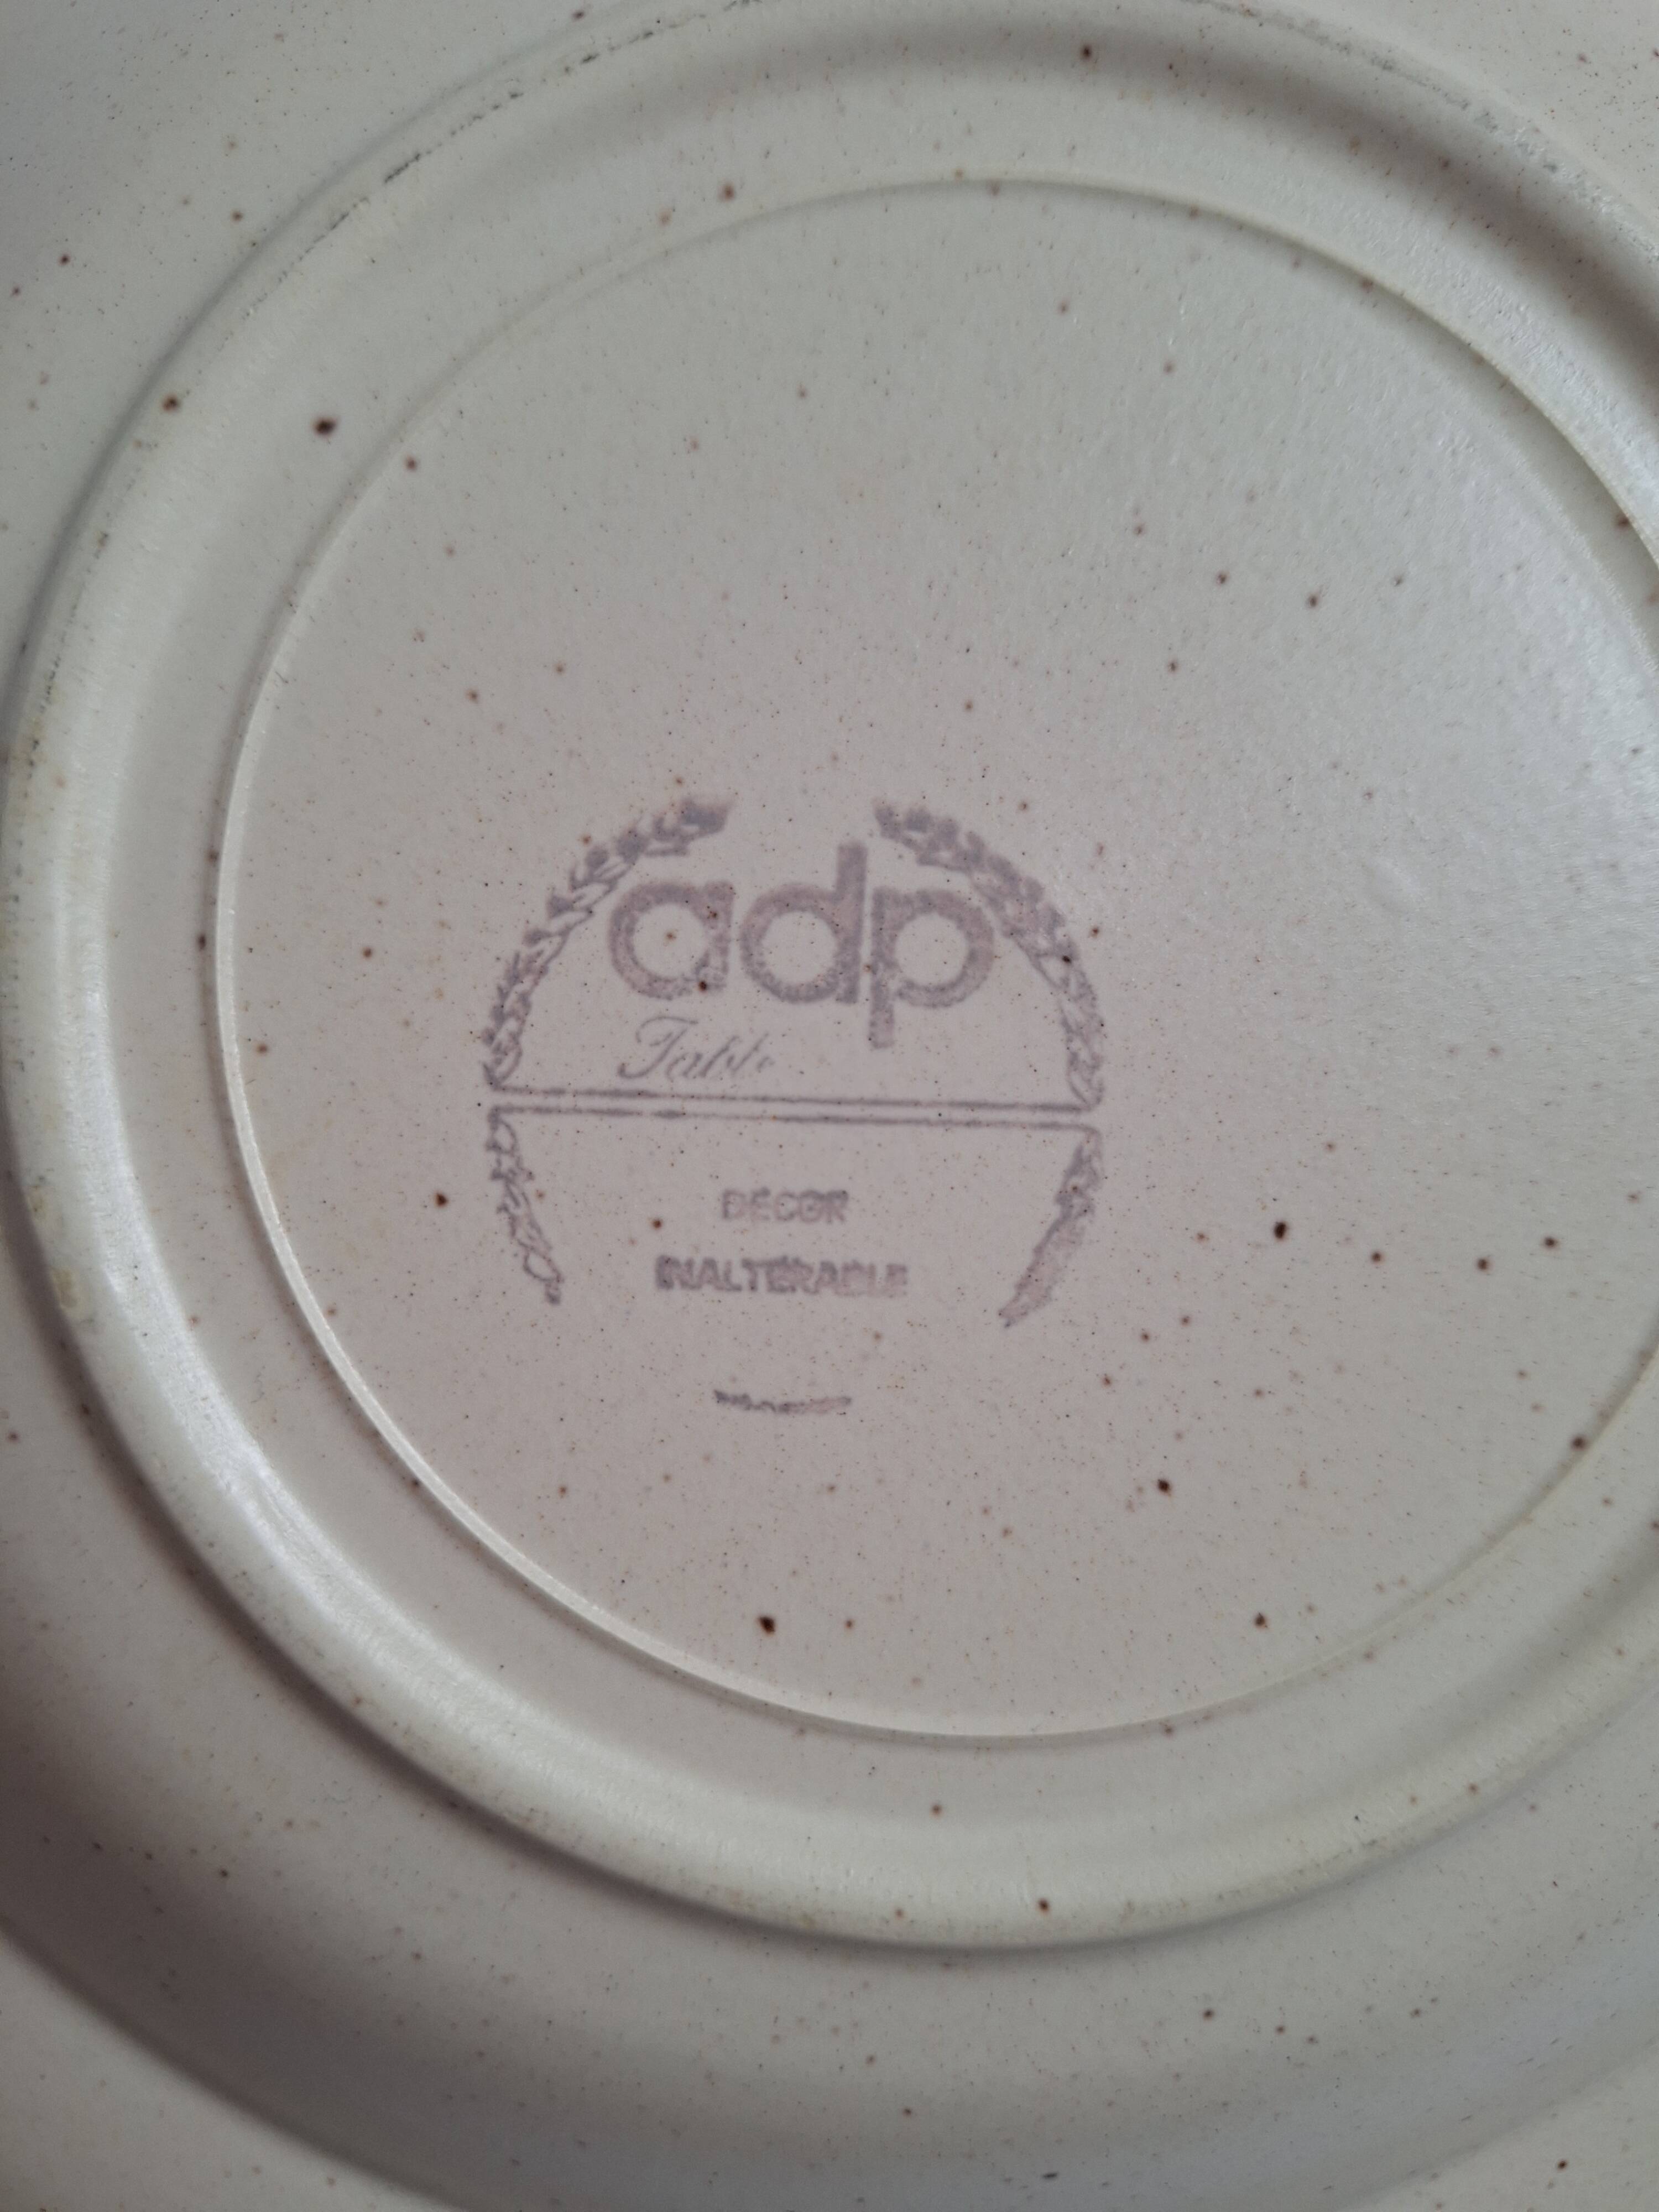 adp
Table
DÉCOR
INALTÉRABLE